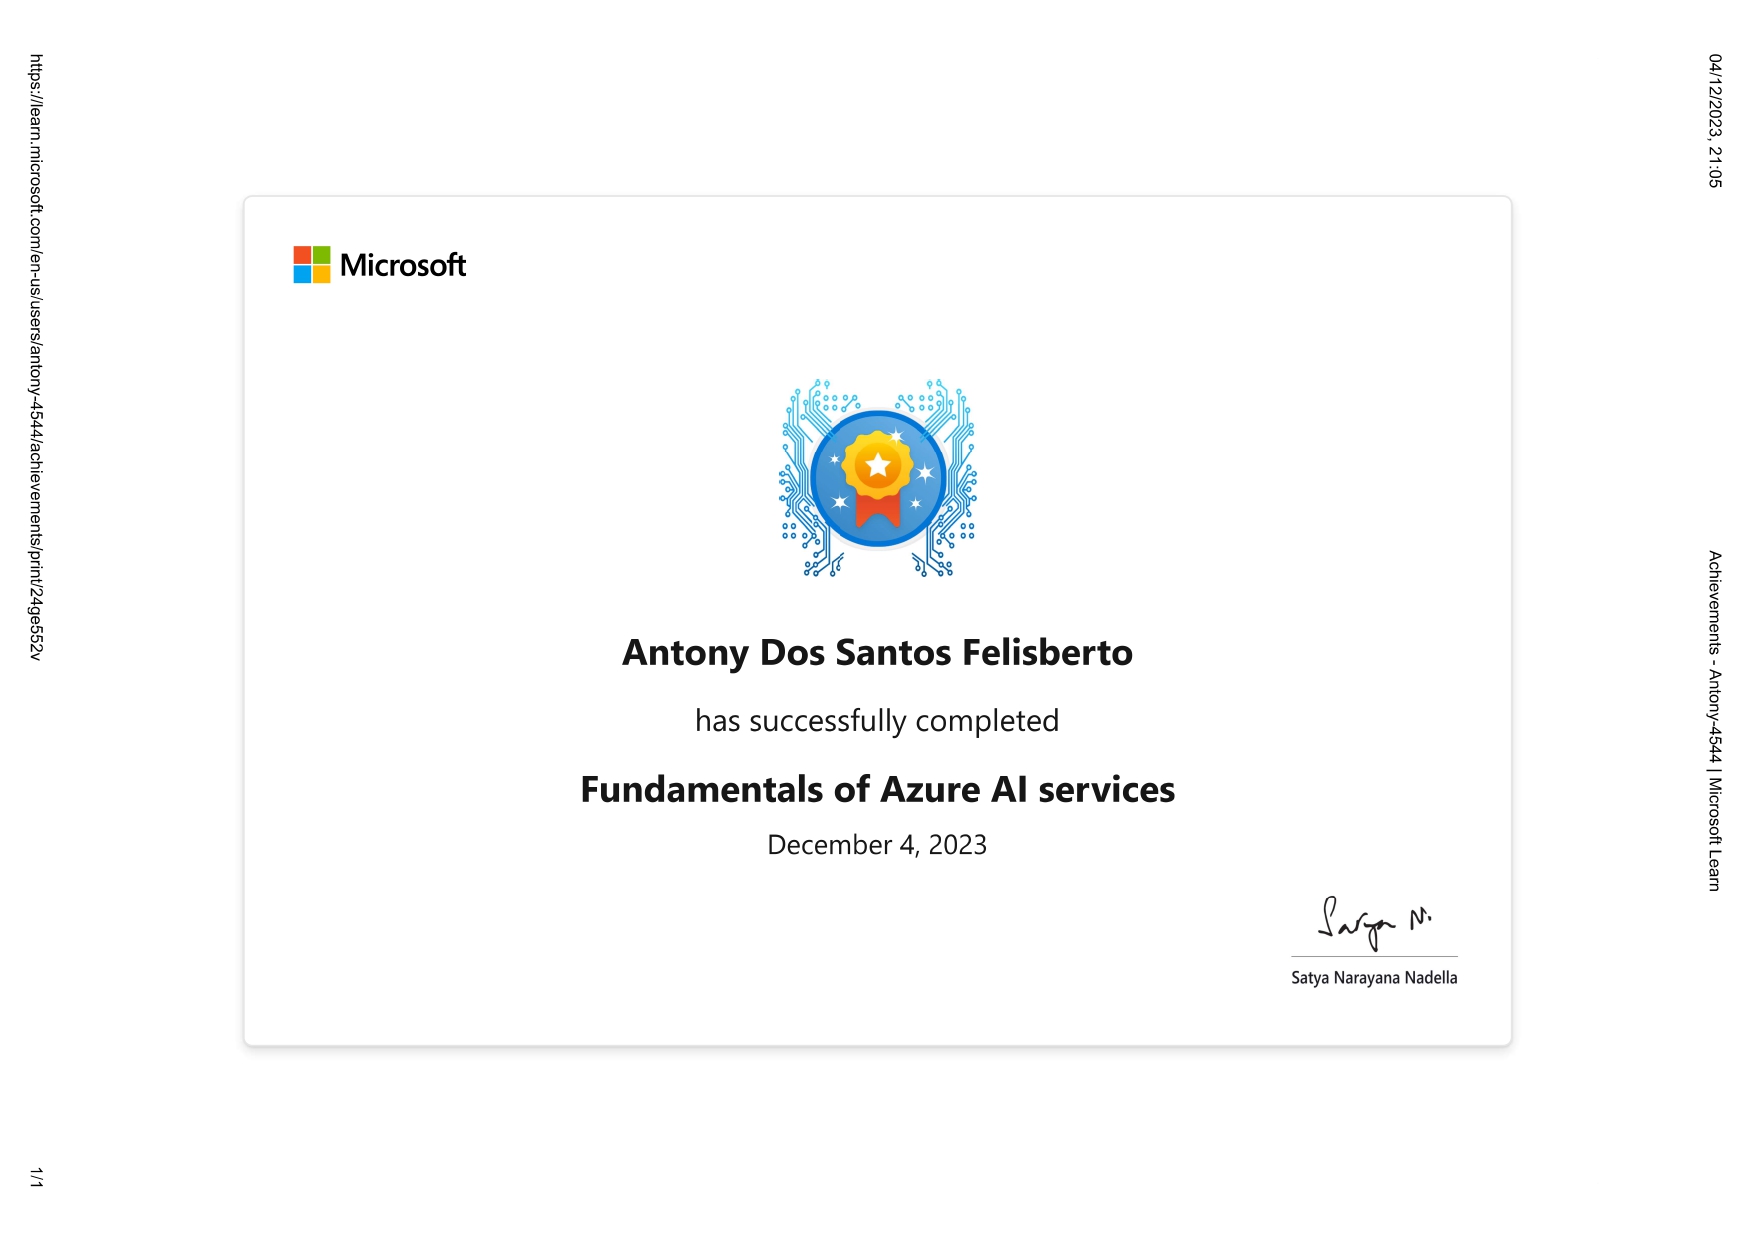 04/12/2023, 21:05
Achievements - Antony-4544 | Microsoft Learn
Microsoft
Antony Dos Santos Felisberto
has successfully completed
Fundamentals of Azure AI services
December 4, 2023
Satya N.
Satya Narayana Nadella
https://learn.microsoft.com/en-us/users/antony-4544/achievements/print/24ge552v
1/1